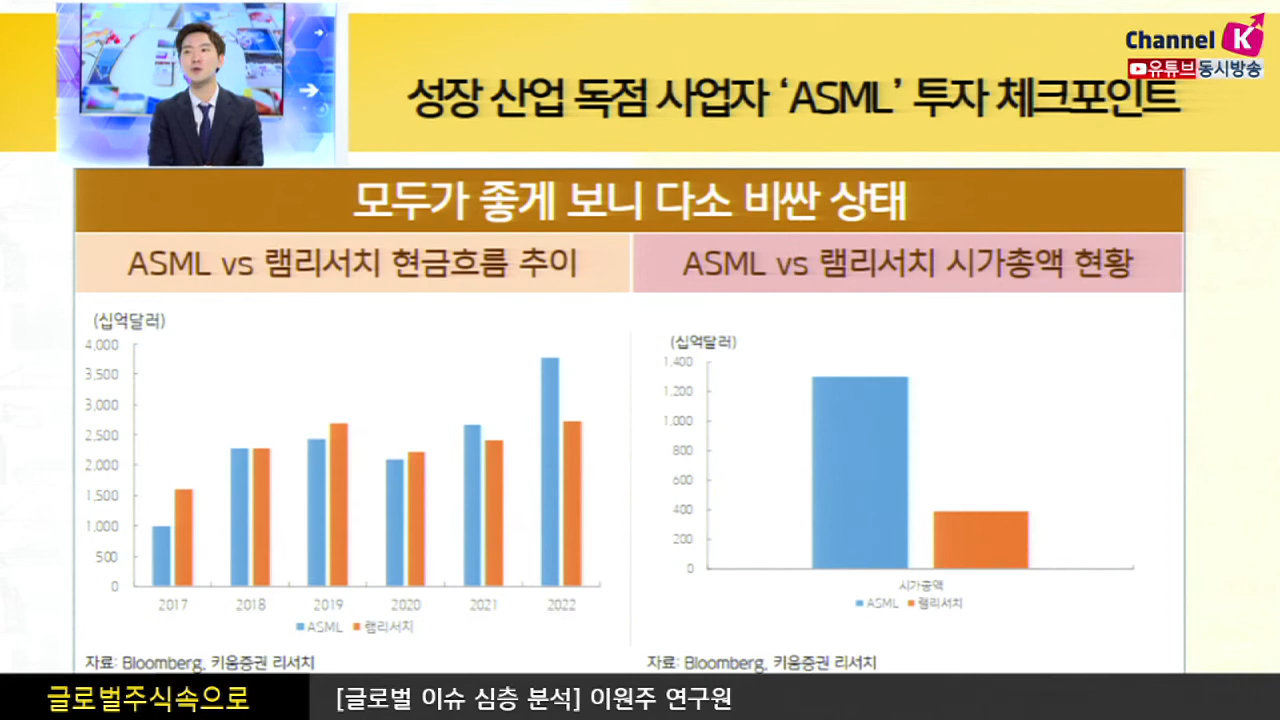 Channel K
유튜브동시방송
성장 산업 독점 사업자 ‘ASML’ 투자 체크포인트
모두가 좋게 보니 다소 비싼 상태
ASML vs 램리서치 현금흐름 추이
(십억달러)
4,000
3,500
3,000
2,500
2,000
1,500
1,000
500
0
2017 2018 2019 2020 2021 2022
ASML 램리서치
자료: Bloomberg, 키움증권 리서치
ASML vs 램리서치 시가총액 현황
(십억달러)
1,400
1,200
1,000
800
600
400
200
0
시가총액
ASML 램리서치
자료: Bloomberg, 키움증권 리서치
글로벌주식속으로
[글로벌 이슈 심층 분석] 이원주 연구원